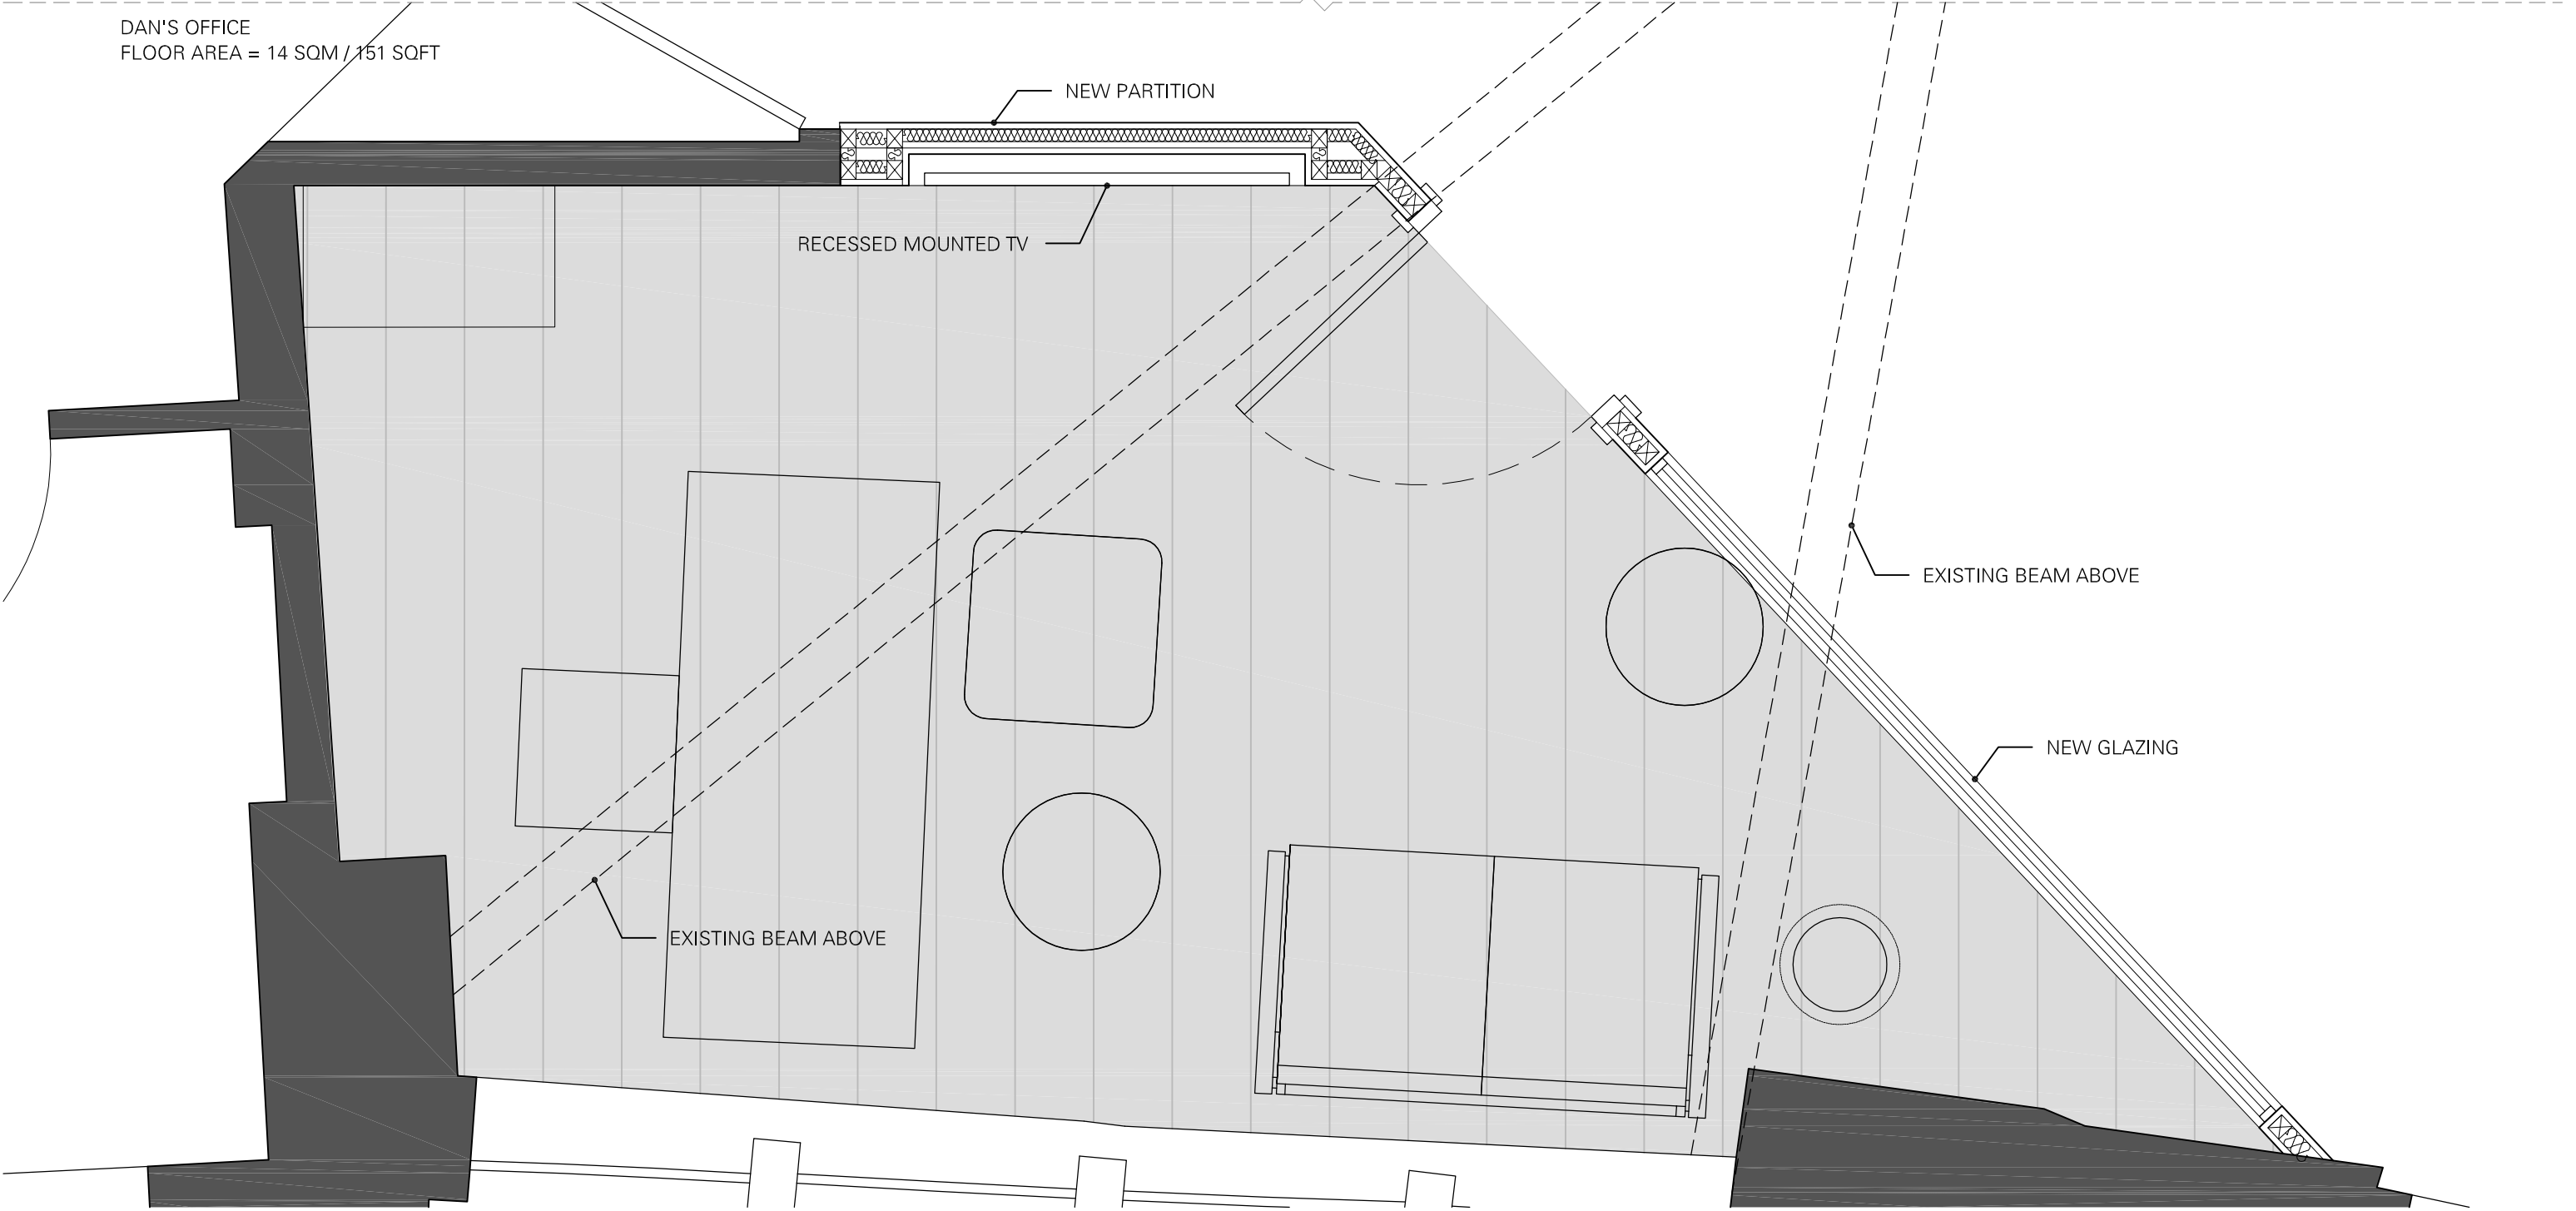 DAN'S OFFICE
FLOOR AREA = 14 SQM / 151 SQFT
NEW PARTITION
RECESSED MOUNTED TV
EXISTING BEAM ABOVE
NEW GLAZING
EXISTING BEAM ABOVE